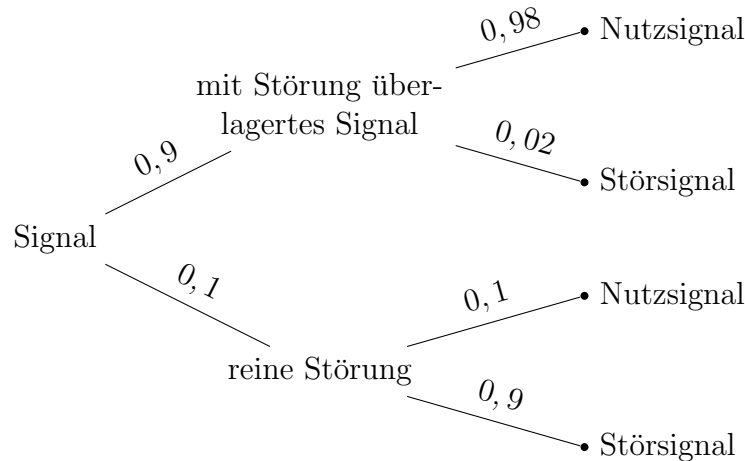 0, 98
Nutzsignal
mit Störung über-
lagertes Signal
0, 02
0, 9
Störsignal
Signal
0, 1
0, 1
Nutzsignal
reine Störung
0, 9
Störsignal